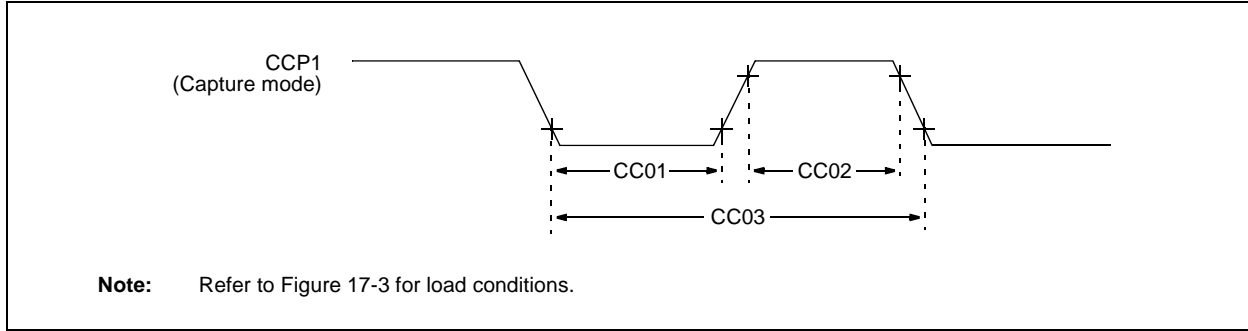 CCP1
(Capture mode)
CC01
CC02
CC03
Note: Refer to Figure 17-3 for load conditions.